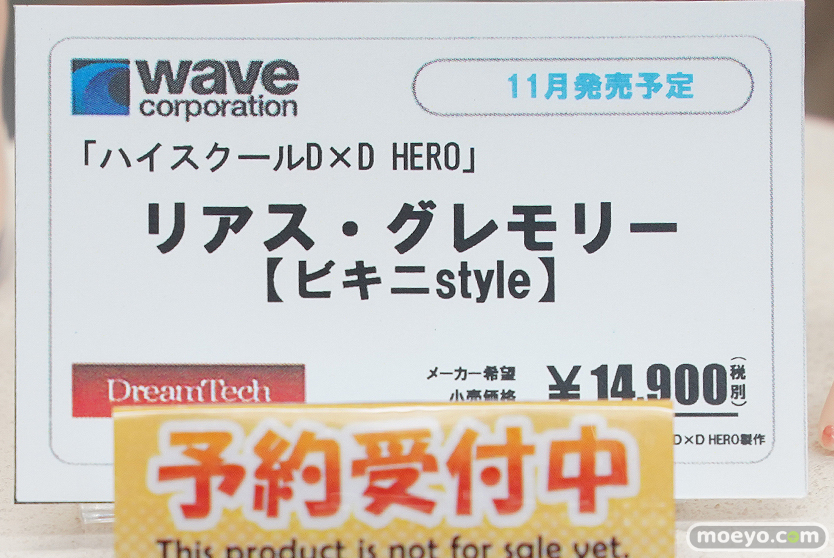 wave
corporation
11月発売予定
「ハイスクールD×D HERO」
リアス・グレモリー
【ビキニstyle】
DreamTech
メーカー希望
小売価格
¥14,900(税別)
D×D HERO製作
予約受付中
This product is not for sale yet.
moeyo.com